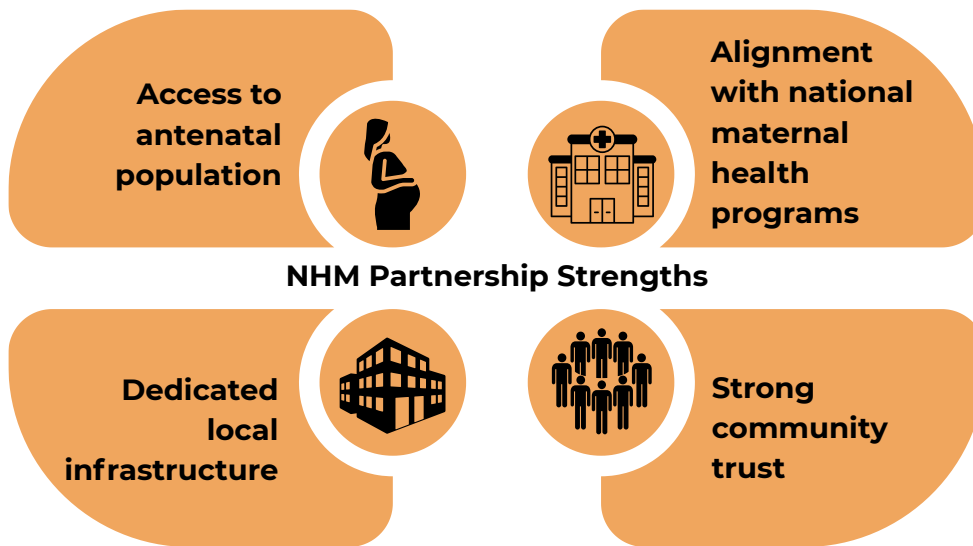 Access to
antenatal
population
Alignment
with national
maternal
health
programs
NHM Partnership Strengths
Dedicated
local
infrastructure
Strong
community
trust